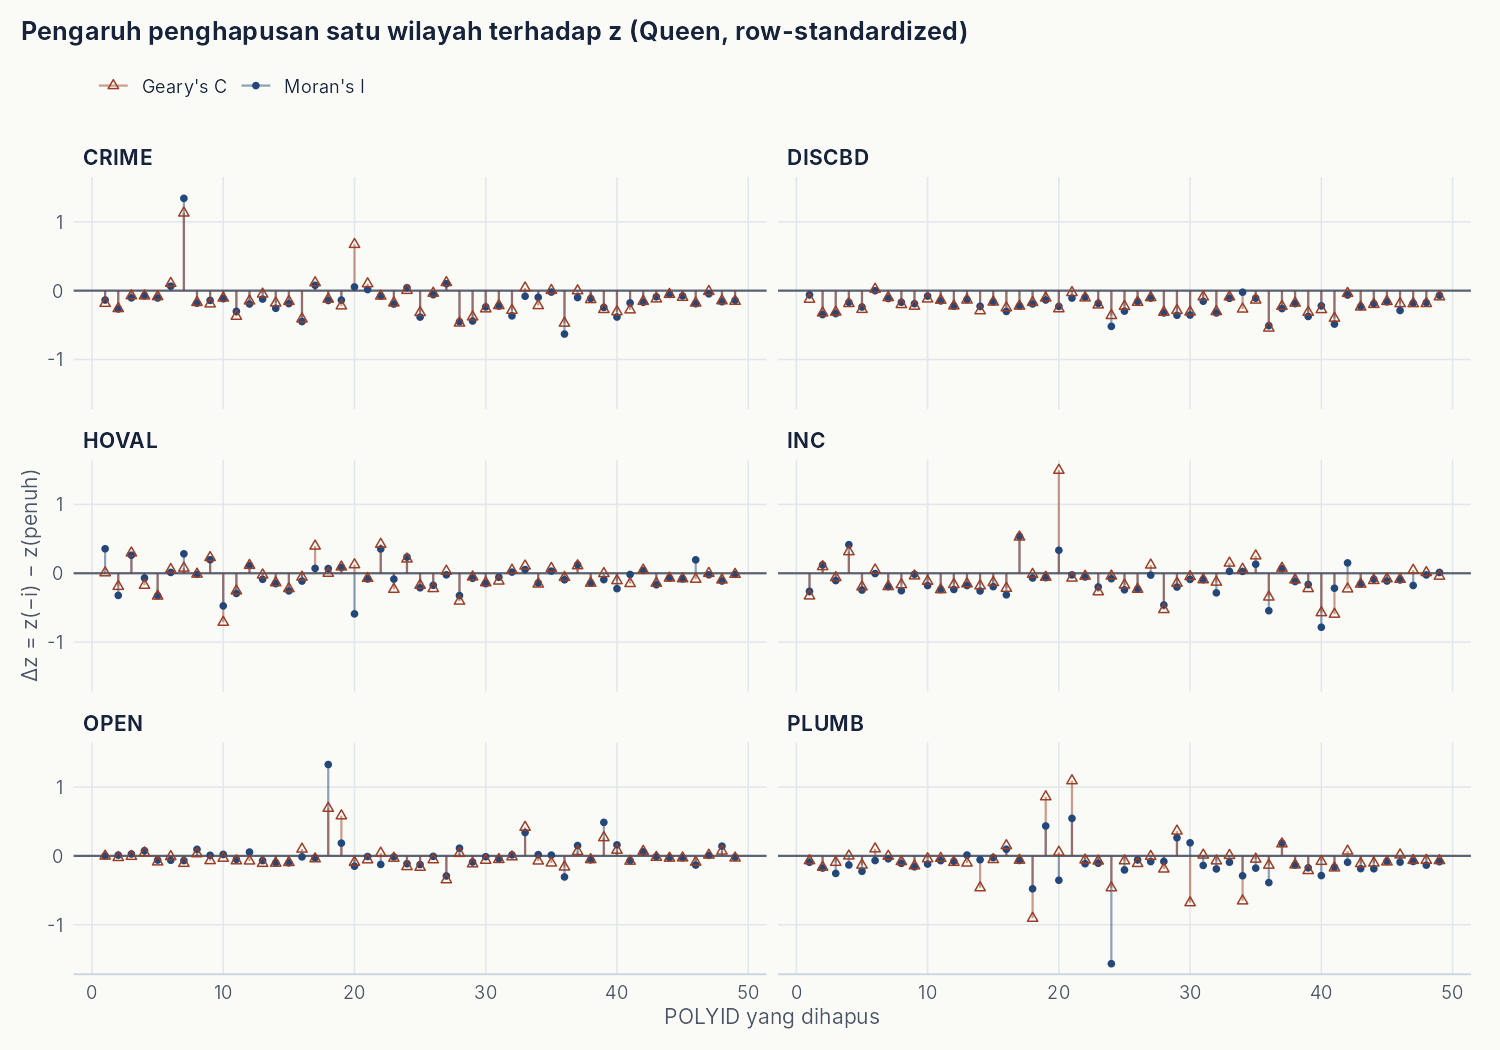 Pengaruh penghapusan satu wilayah terhadap z (Queen, row-standardized)
Geary's C
Moran's I
CRIME
DISCBD
1
0
-1
HOVAL
INC
1
0
-1
Δz = z(−i) − z(penuh)
OPEN
PLUMB
1
0
-1
0 10 20 30 40 50
0 10 20 30 40 50
POLYID yang dihapus